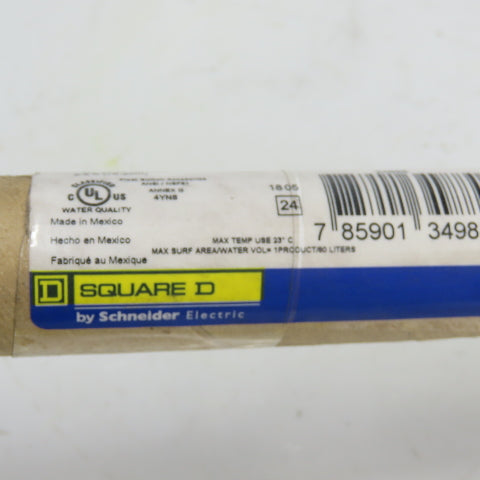 CLASSIFIED
C UL US
WATER QUALITY
ANSI / NSF61
ANNEX G
4YN8
18 05
24
Made in Mexico
Hecho en Mexico
Fabriqué au Mexique
MAX TEMP USE 23° C
MAX SURF AREA/WATER VOL= 1PRODUCT/60 LITERS
7 85901 3498
D SQUARE D
by Schneider Electric